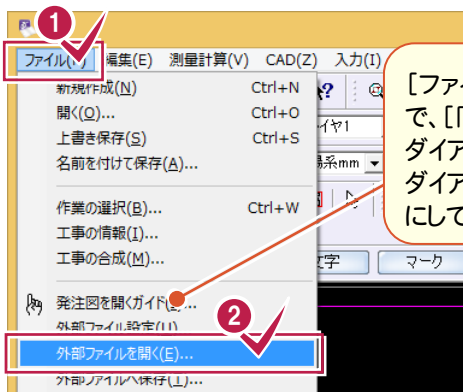 1
ファイル(F) 編集(E) 測量計算(V) CAD(Z) 入力(I)
新規作成(N) Ctrl+N
開く(O)... Ctrl+O
上書き保存(S) Ctrl+S
名前を付けて保存(A)...
作業の選択(B)... Ctrl+W
工事の情報(I)...
工事の合成(M)...
発注図を開くガイド
外部ファイル設定(U)
2
外部ファイルを開く(E)...
外部ファイルへ保存(T)...
イヤ1
系mm
文字 マーク
[ファイ
で、[「
ダイア
ダイア
にして